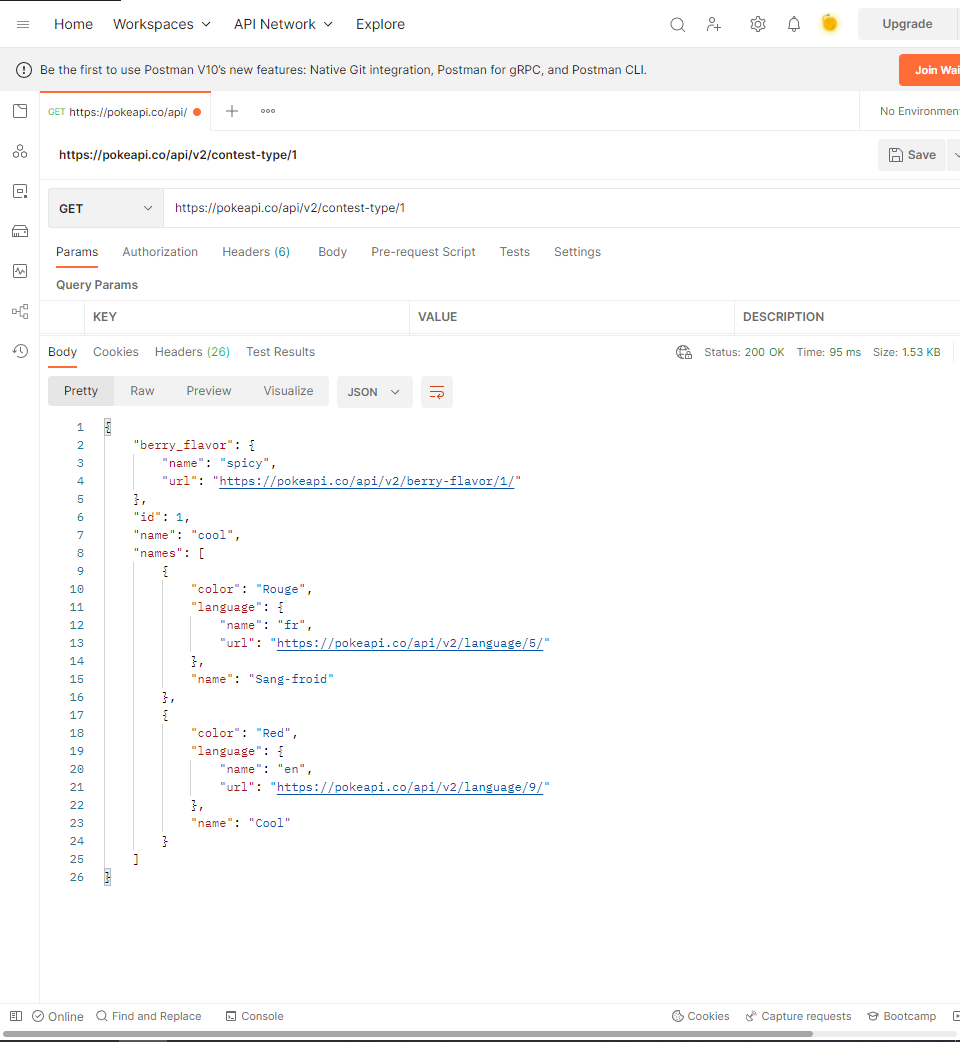 Home Workspaces API Network Explore Upgrade
Be the first to use Postman V10's new features: Native Git integration, Postman for gRPC, and Postman CLI. Join Wai
GET https://pokeapi.co/api/ No Environmen
https://pokeapi.co/api/v2/contest-type/1 Save
GET https://pokeapi.co/api/v2/contest-type/1
Params Authorization Headers (6) Body Pre-request Script Tests Settings
Query Params
KEY VALUE DESCRIPTION
Body Cookies Headers (26) Test Results Status: 200 OK Time: 95 ms Size: 1.53 KB
Pretty Raw Preview Visualize JSON
1 {
2 "berry_flavor": {
3 "name": "spicy",
4 "url": "https://pokeapi.co/api/v2/berry-flavor/1/"
5 },
6 "id": 1,
7 "name": "cool",
8 "names": [
9 {
10 "color": "Rouge",
11 "language": {
12 "name": "fr",
13 "url": "https://pokeapi.co/api/v2/language/5/"
14 },
15 "name": "Sang-froid"
16 },
17 {
18 "color": "Red",
19 "language": {
20 "name": "en",
21 "url": "https://pokeapi.co/api/v2/language/9/"
22 },
23 "name": "Cool"
24 }
25 ]
26 }
Online Find and Replace Console Cookies Capture requests Bootcamp